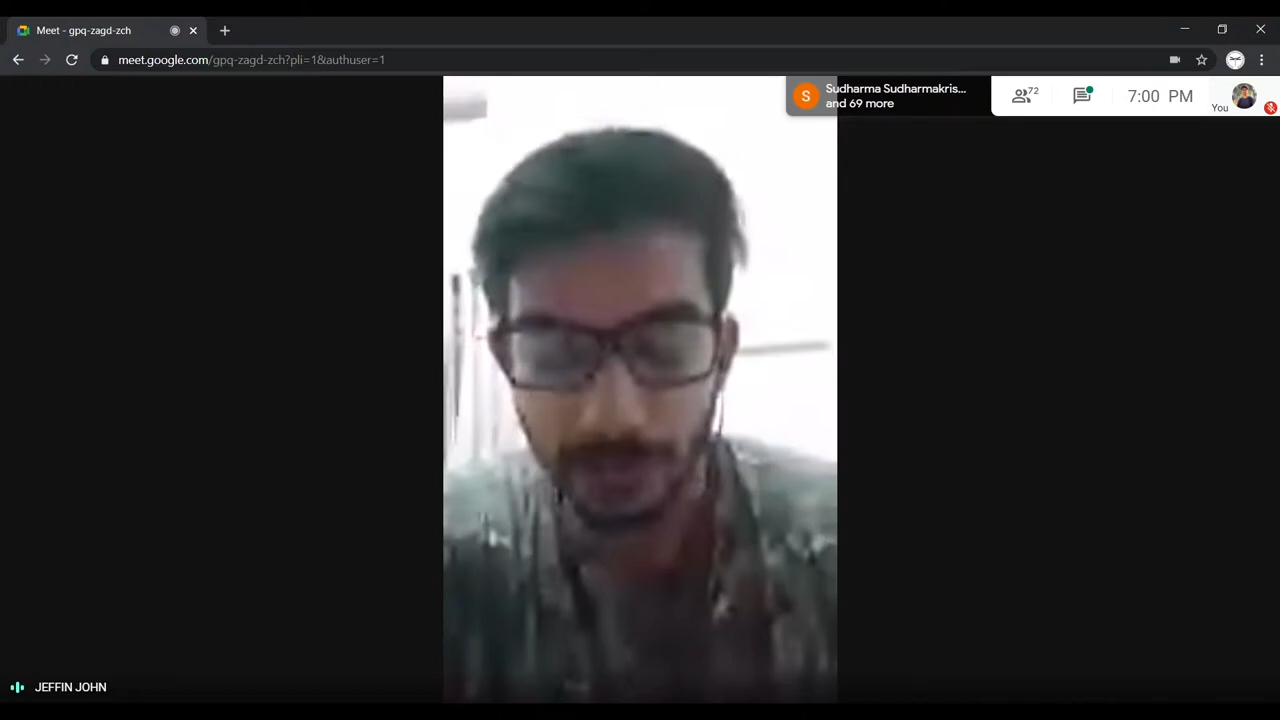 Meet - gpq-zagd-zch
meet.google.com/gpq-zagd-zch?pli=1&authuser=1
S
Sudharma Sudharmakris...
and 69 more
72
7:00 PM
You
JEFFIN JOHN